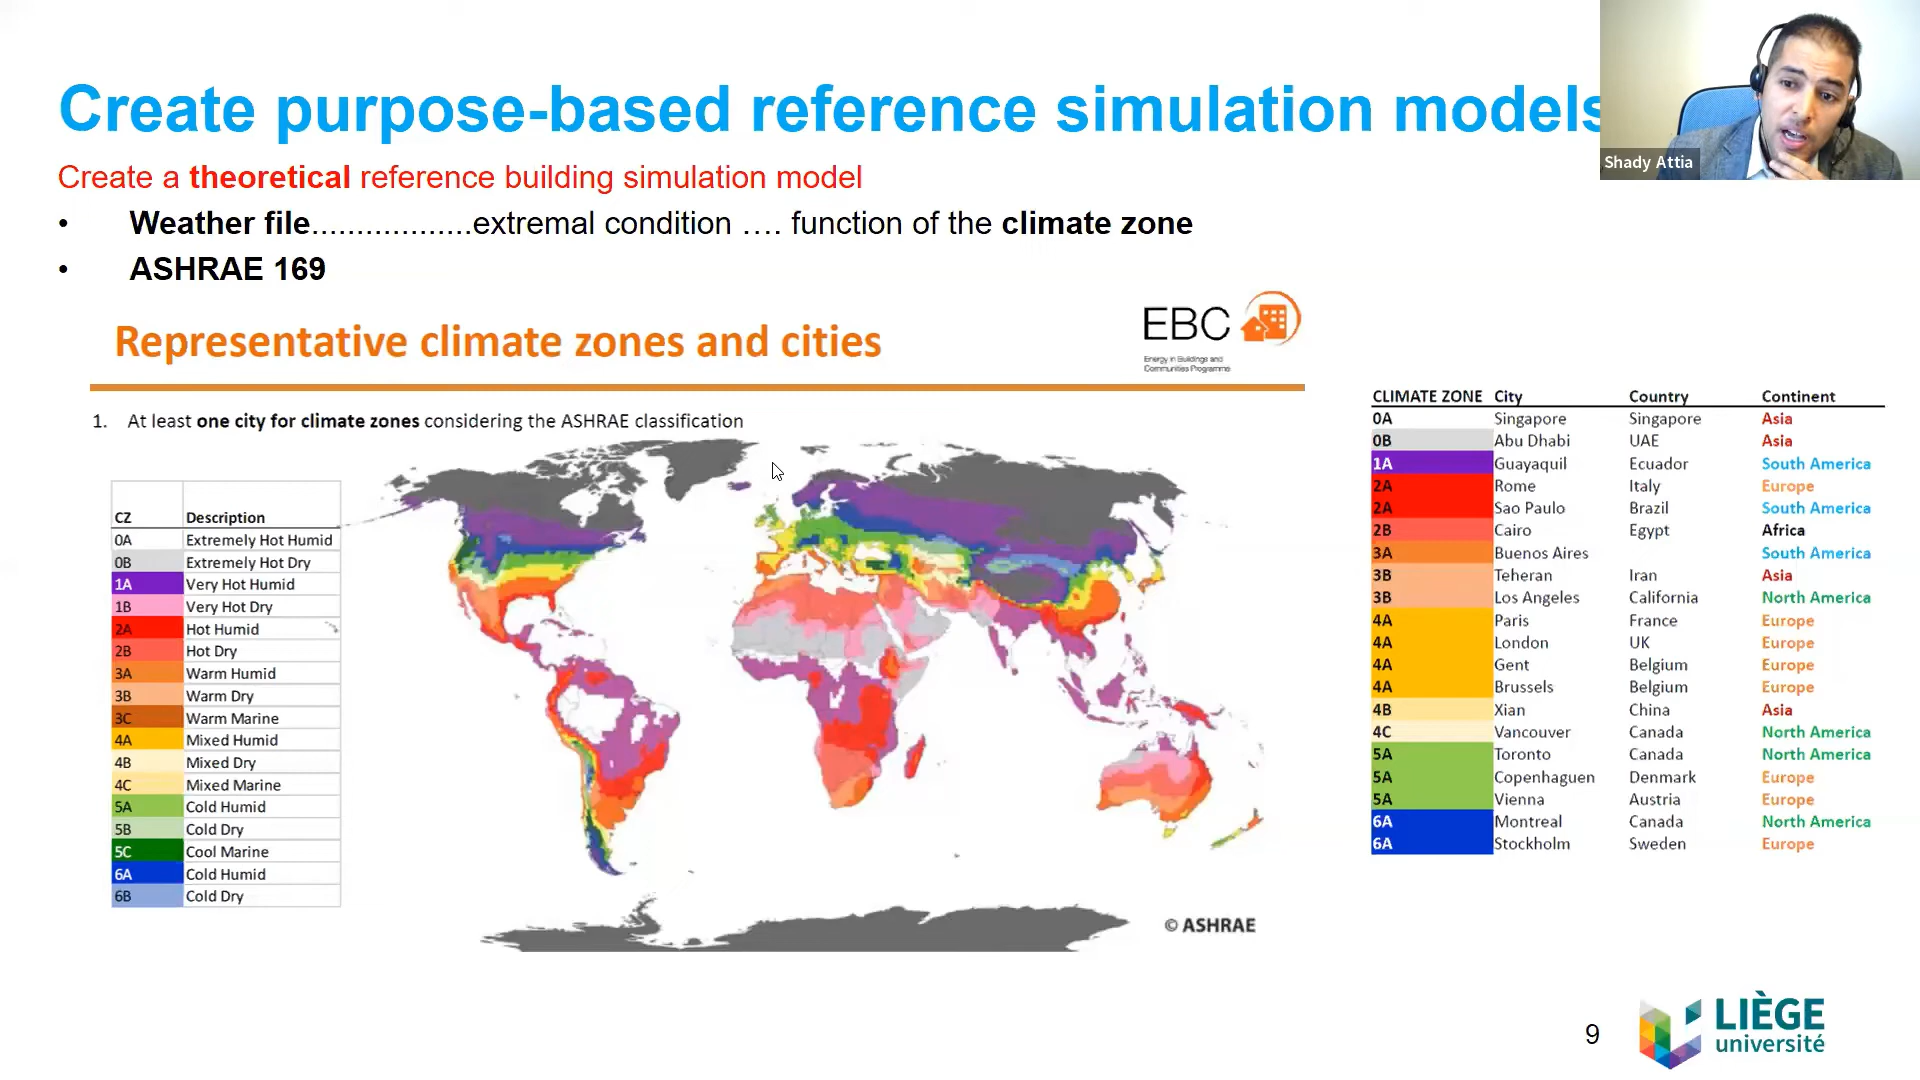 Create purpose-based reference simulation models
Shady Attia
Create a theoretical reference building simulation model
• Weather file..................extremal condition …. function of the climate zone
• ASHRAE 169
Representative climate zones and cities
EBC
Energy in Buildings and
Communities Programme
1. At least one city for climate zones considering the ASHRAE classification
CZ Description
0A Extremely Hot Humid
0B Extremely Hot Dry
1A Very Hot Humid
1B Very Hot Dry
2A Hot Humid
2B Hot Dry
3A Warm Humid
3B Warm Dry
3C Warm Marine
4A Mixed Humid
4B Mixed Dry
4C Mixed Marine
5A Cold Humid
5B Cold Dry
5C Cool Marine
6A Cold Humid
6B Cold Dry
© ASHRAE
CLIMATE ZONE City Country Continent
0A Singapore Singapore Asia
0B Abu Dhabi UAE Asia
1A Guayaquil Ecuador South America
2A Rome Italy Europe
2A Sao Paulo Brazil South America
2B Cairo Egypt Africa
3A Buenos Aires South America
3B Teheran Iran Asia
3B Los Angeles California North America
4A Paris France Europe
4A London UK Europe
4A Gent Belgium Europe
4A Brussels Belgium Europe
4B Xian China Asia
4C Vancouver Canada North America
5A Toronto Canada North America
5A Copenhaguen Denmark Europe
5A Vienna Austria Europe
6A Montreal Canada North America
6A Stockholm Sweden Europe
9
LIÈGE
université